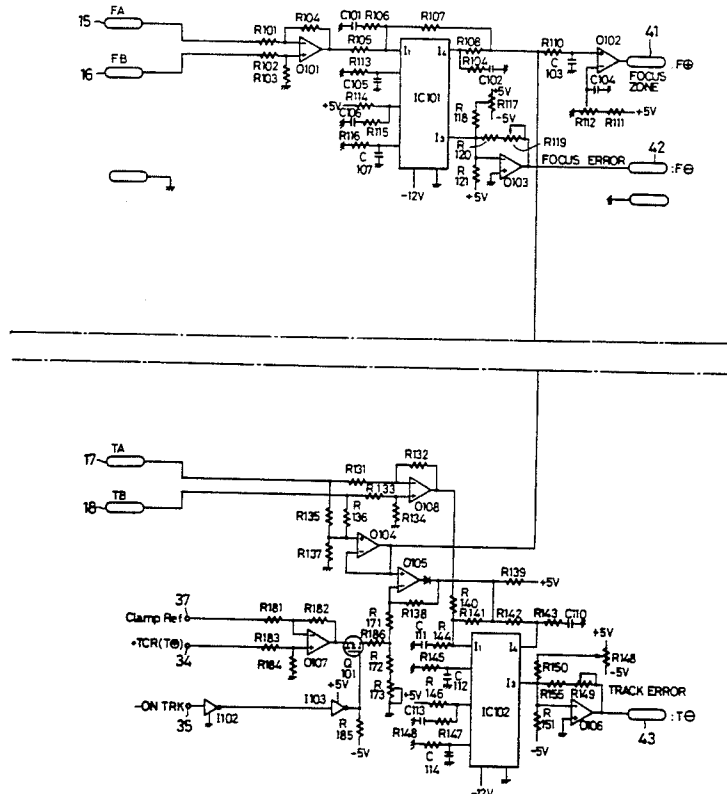 15 FA
16 FB
R101
R102
R103
R104
O101
C101
R106
R105
R107
R113
C105
+5V
R114
C106
R115
R116
C
107
I1
I4
IC101
I3
-12V
R108
R104
C102
+5V
R117
-5V
R
118
R
120
R119
R
121
+5V
O103
R110
C
103
O102
C104
R112
R111
+5V
41
FOCUS
ZONE
:F⊕
FOCUS ERROR
42
:F⊖
17 TA
18 TB
R131
R132
R133
R134
O108
R135
R
136
R137
O104
O105
R138
R139
+5V
R
140
R141
R142
R143
C110
37
Clamp Ref
+TCR(T⊕)
34
-ON TRK
35
R181
R182
R183
R184
O107
Q
101
R186
R
171
R
172
R
173
+5V
I102
I103
+5V
R
185
-5V
C
111
R
144
R145
C
112
R
146
C113
R147
R148
C
114
I1
I4
IC102
I3
-12V
+5V
R148
-5V
R150
R155
R149
TRACK ERROR
R
151
-5V
O106
43
:T⊖